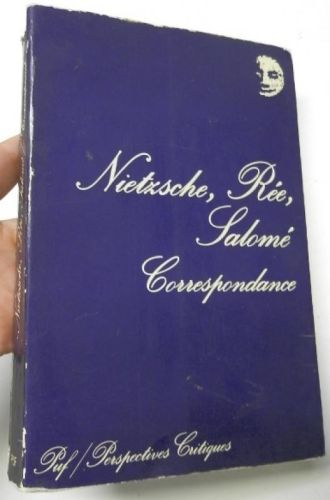 Nietzsche, Rée,
Salomé
Correspondance
Puf / Perspectives Critiques